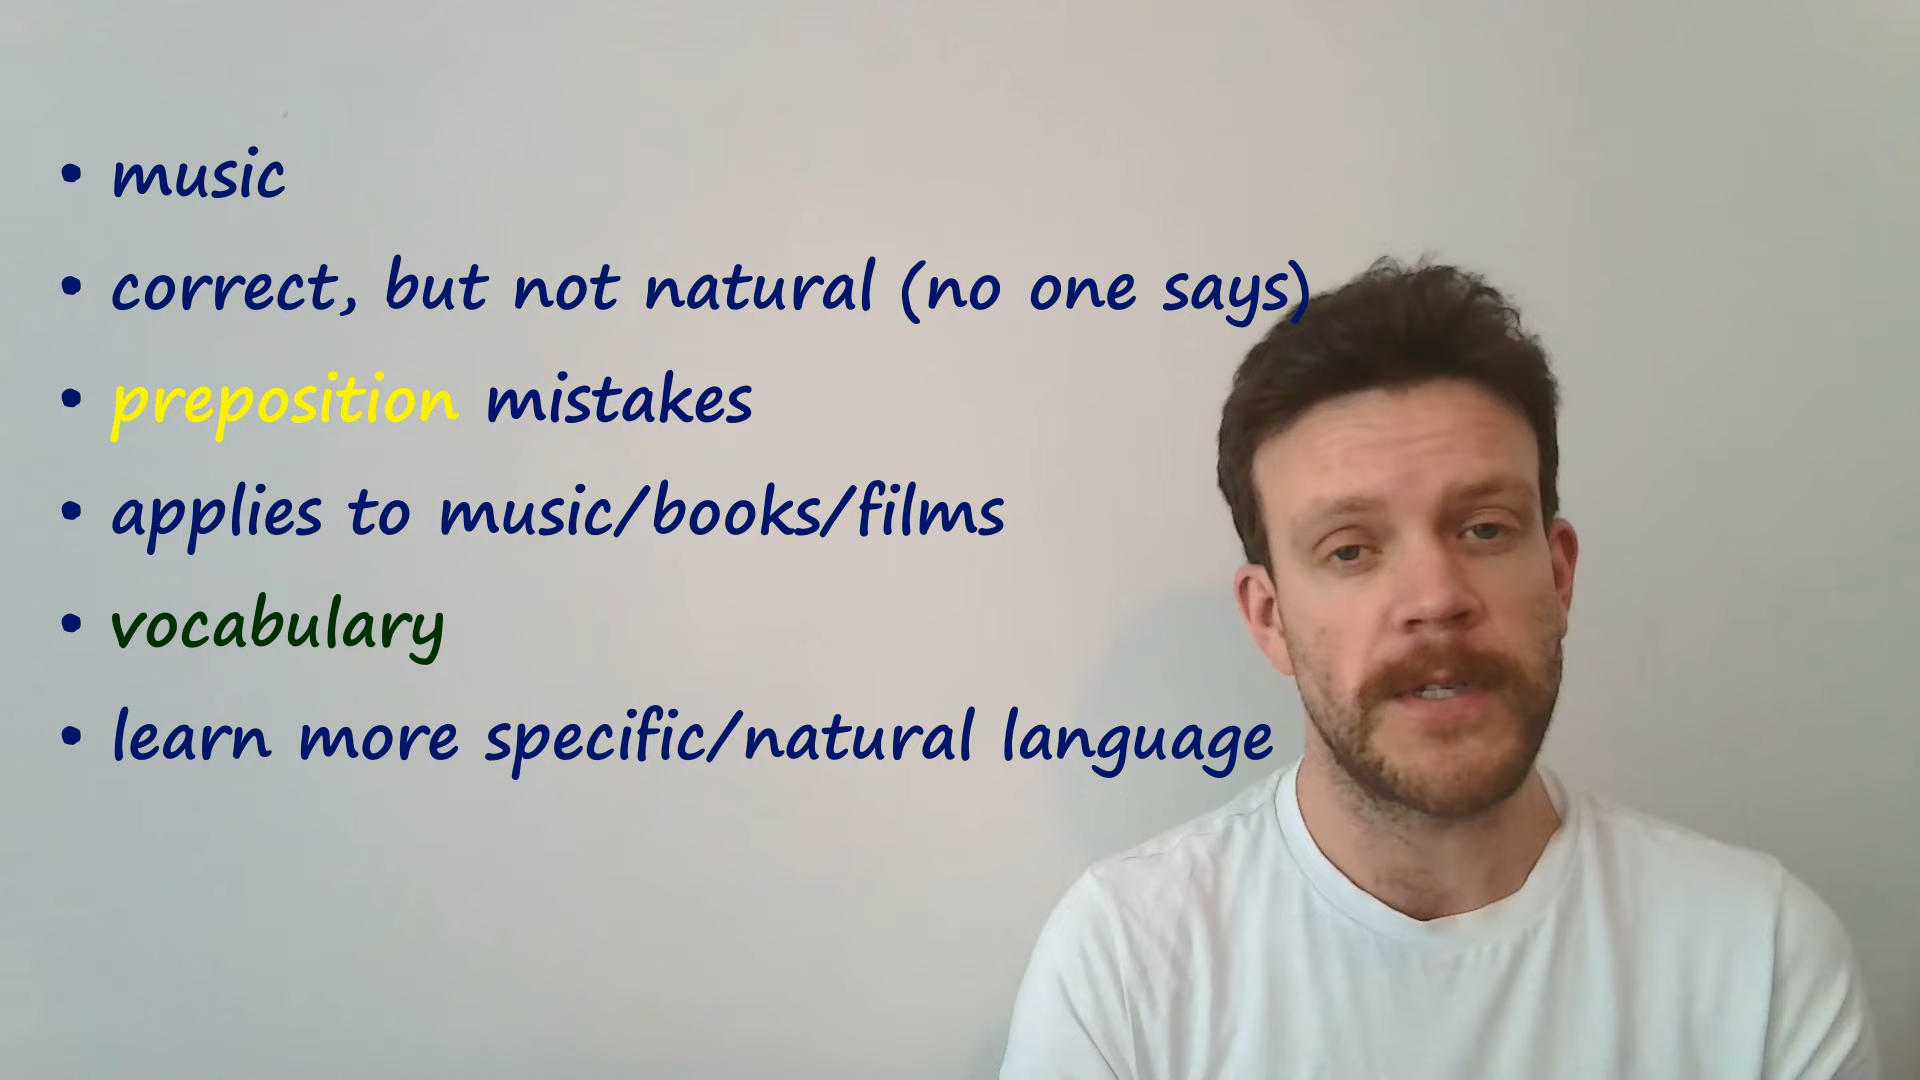 • music
• correct, but not natural (no one says)
• preposition mistakes
• applies to music/books/films
• vocabulary
• learn more specific/natural language